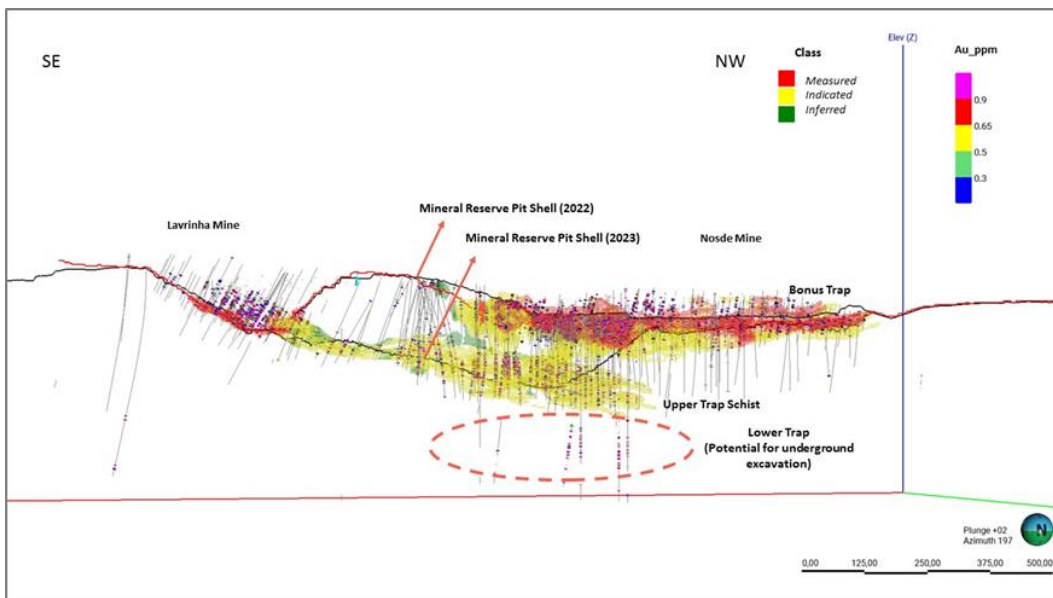 SE
NW
Elev (Z)
Class
Measured
Indicated
Inferred
Au_ppm
0.9
0.65
0.5
0.3
Mineral Reserve Pit Shell (2022)
Lavrinha Mine
Mineral Reserve Pit Shell (2023)
Nosde Mine
Bonus Trap
Upper Trap Schist
Lower Trap
(Potential for underground
excavation)
Plunge +02
Azimuth 197
N
0,00
125,00
250,00
375,00
500,00